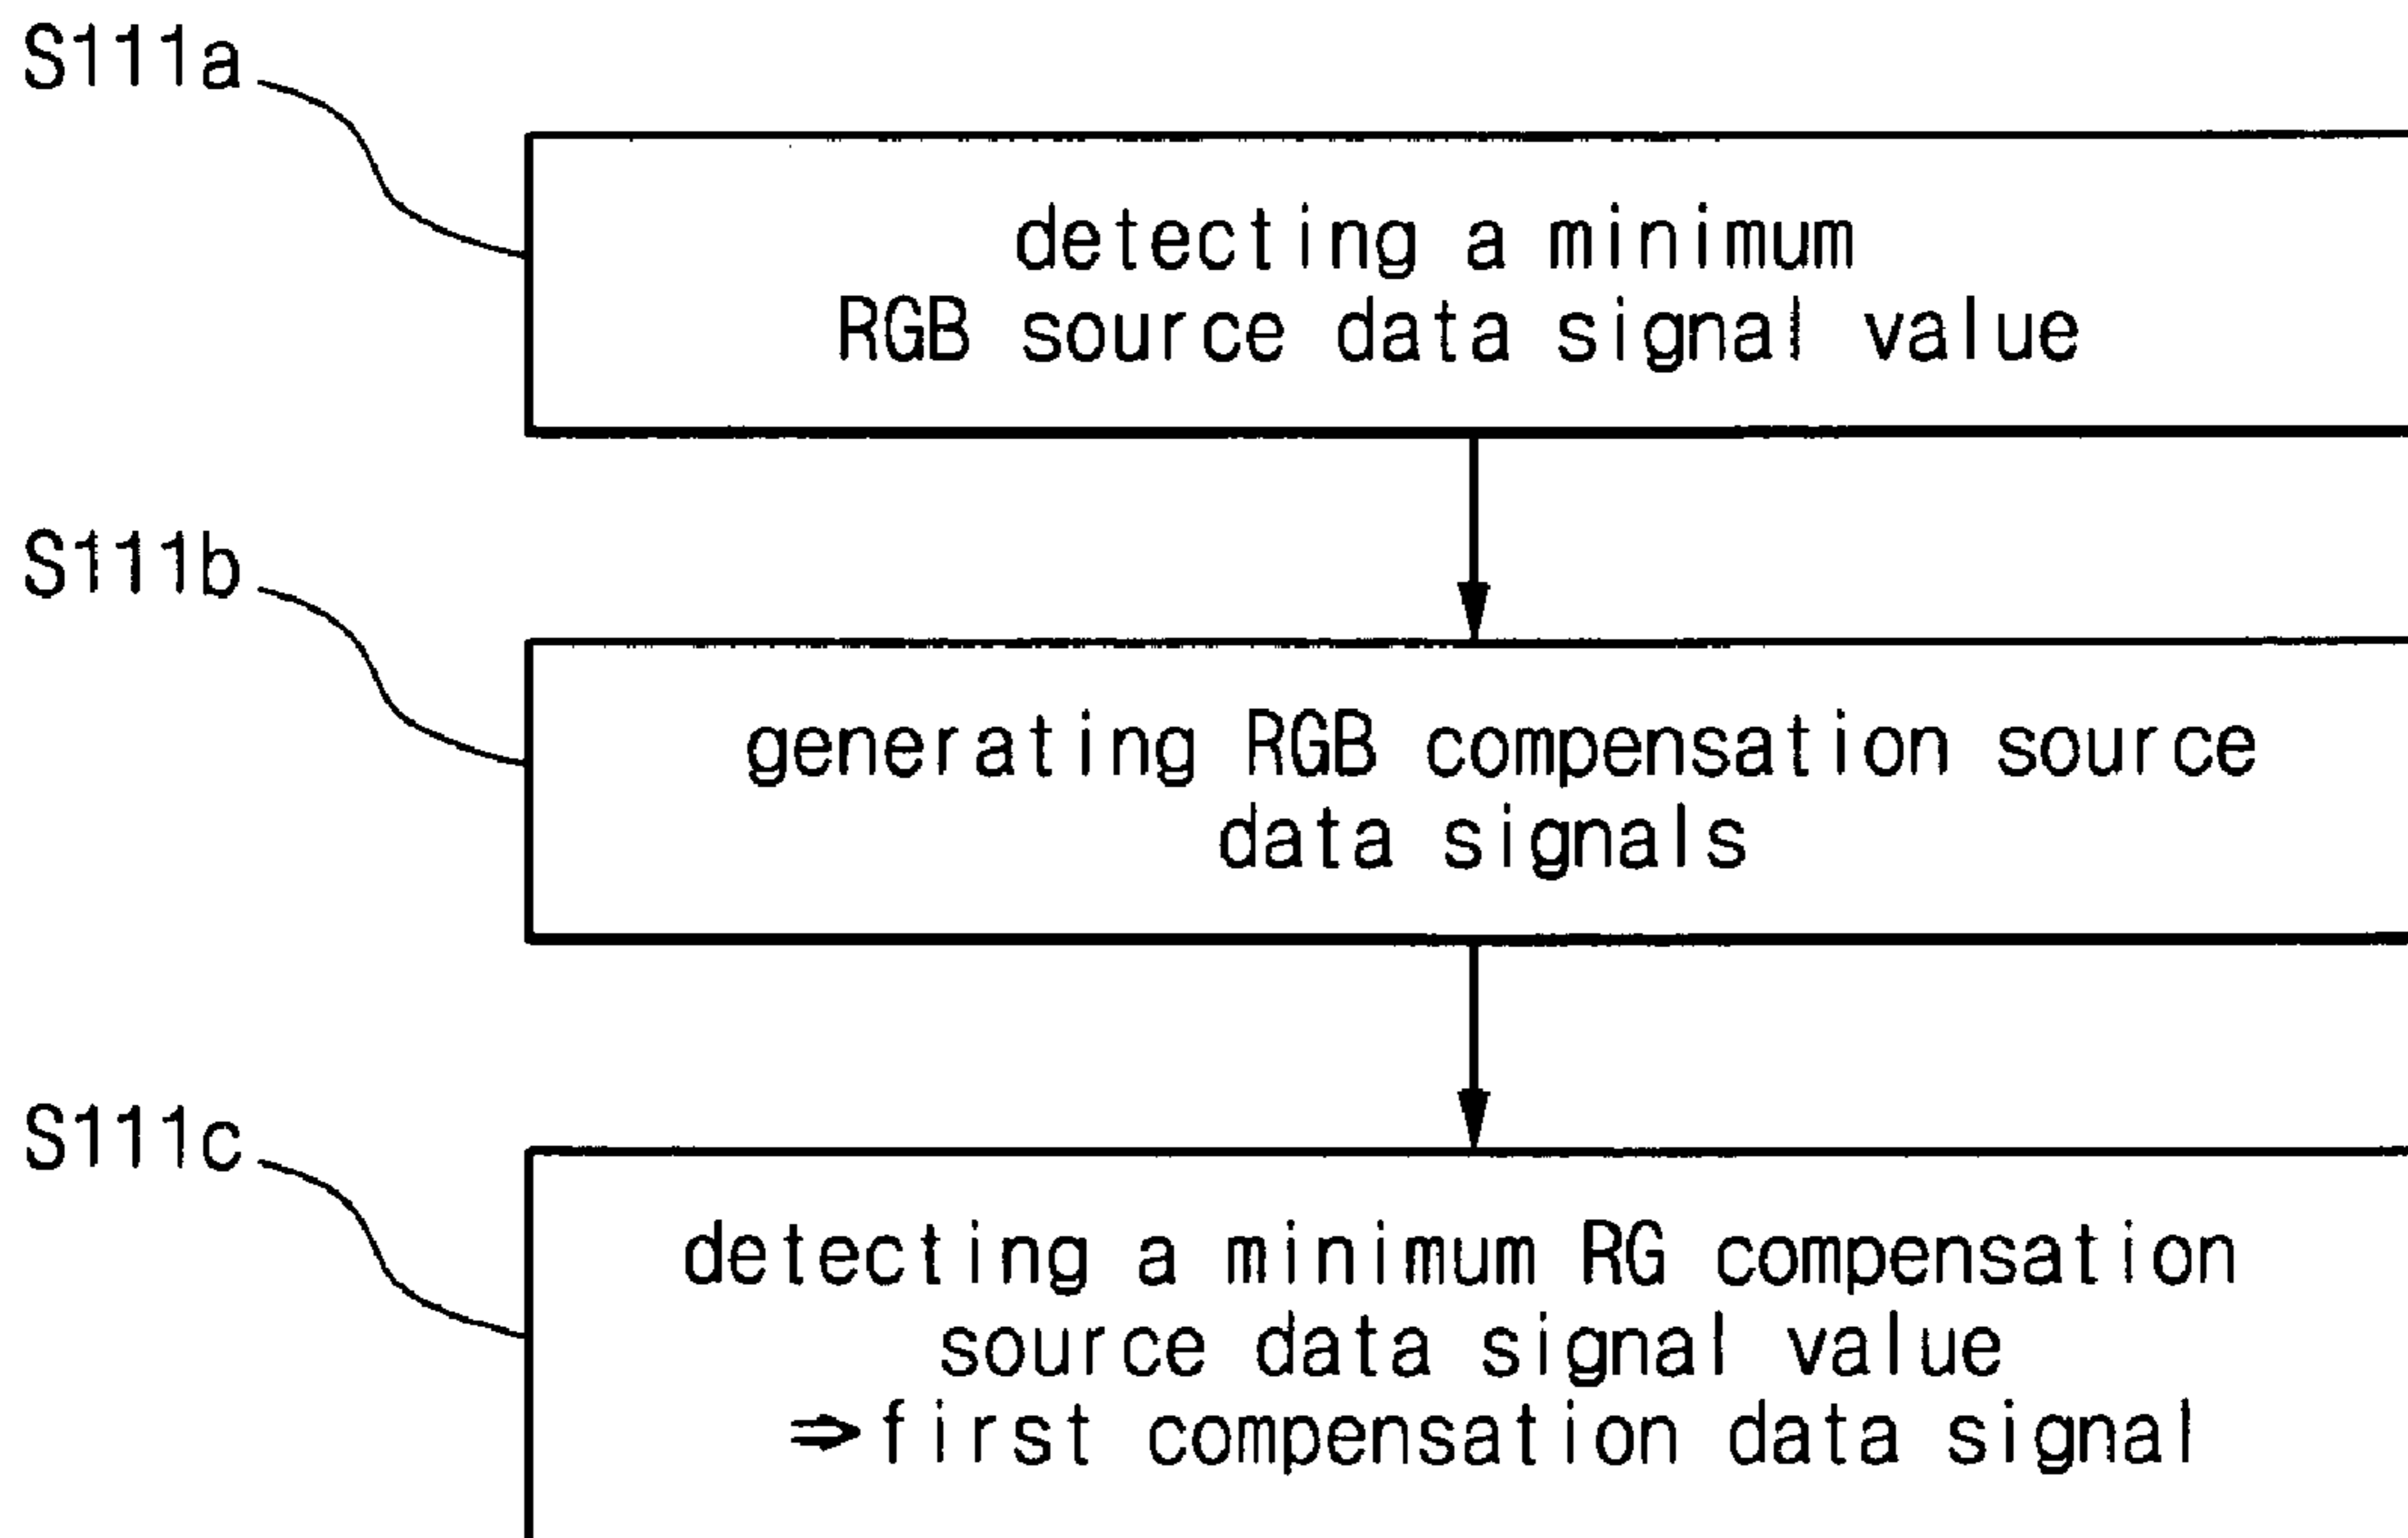 S111a
detecting a minimum
RGB source data signal value
S111b
generating RGB compensation source
data signals
S111c
detecting a minimum RG compensation
source data signal value
⇒first compensation data signal